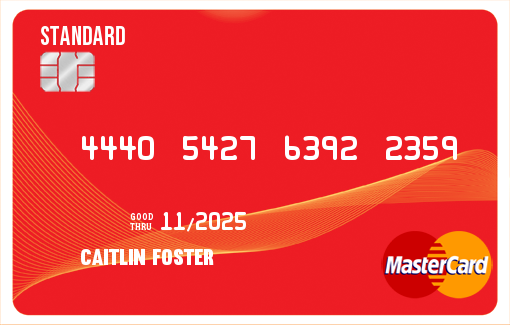 STANDARD
4440 5427 6392 2359
GOOD THRU 11/2025
CAITLIN FOSTER
MasterCard